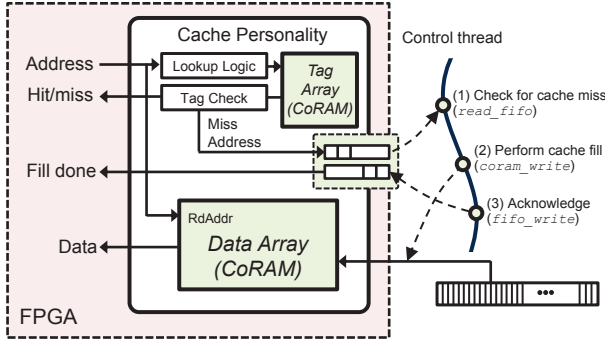 Cache Personality
Control thread
Address
Lookup Logic
Tag
Array
(CoRAM)
Hit/miss
Tag Check
Miss
Address
(1) Check for cache miss
(read_fifo)
(2) Perform cache fill
(coram_write)
Fill done
(3) Acknowledge
(fifo_write)
RdAddr
Data Array
(CoRAM)
Data
FPGA